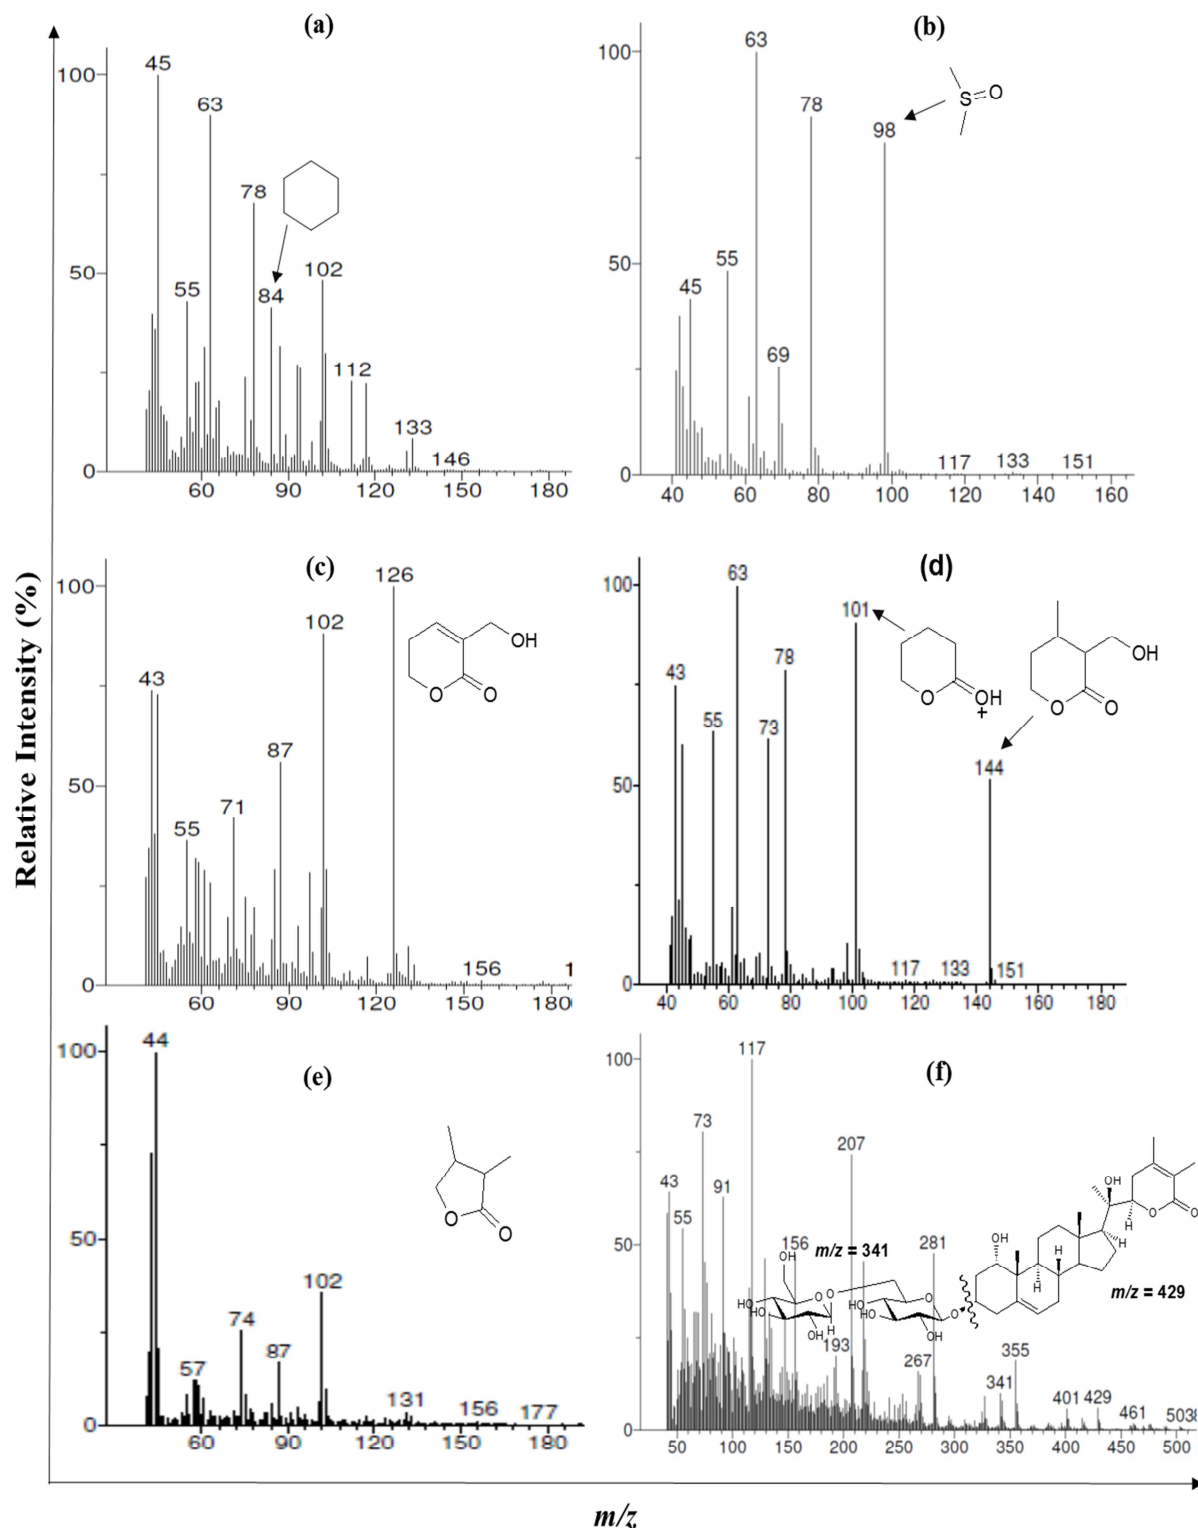 (a)
100
50
0
45
63
78
55
84
102
112
133
146
60 90 120 150 180
(b)
100
50
0
63
78
98
S=O
55
45
69
117 133 151
40 60 80 100 120 140 160
(c)
100
50
0
126
102
43
87
71
55
156
1
OH
O O
60 90 120 150 180
(d)
100
50
0
63
101
78
43
55
73
144
117 133 151
O OH
+
OH
O O
40 60 80 100 120 140 160 180
(e)
100
50
0
44
102
74
87
57
131 156 177
O O
60 90 120 150 180
(f)
100
50
0
117
73
207
43
91
55
156
281
193
267
355
341
401 429
461 503
m/z = 341
m/z = 429
OH
HO
HO
OH
O
O
HO
HO
OH
O
O
OH
H
H
H
H
OH
H
O O
50 100 150 200 250 300 350 400 450 500
Relative Intensity (%)
m/z